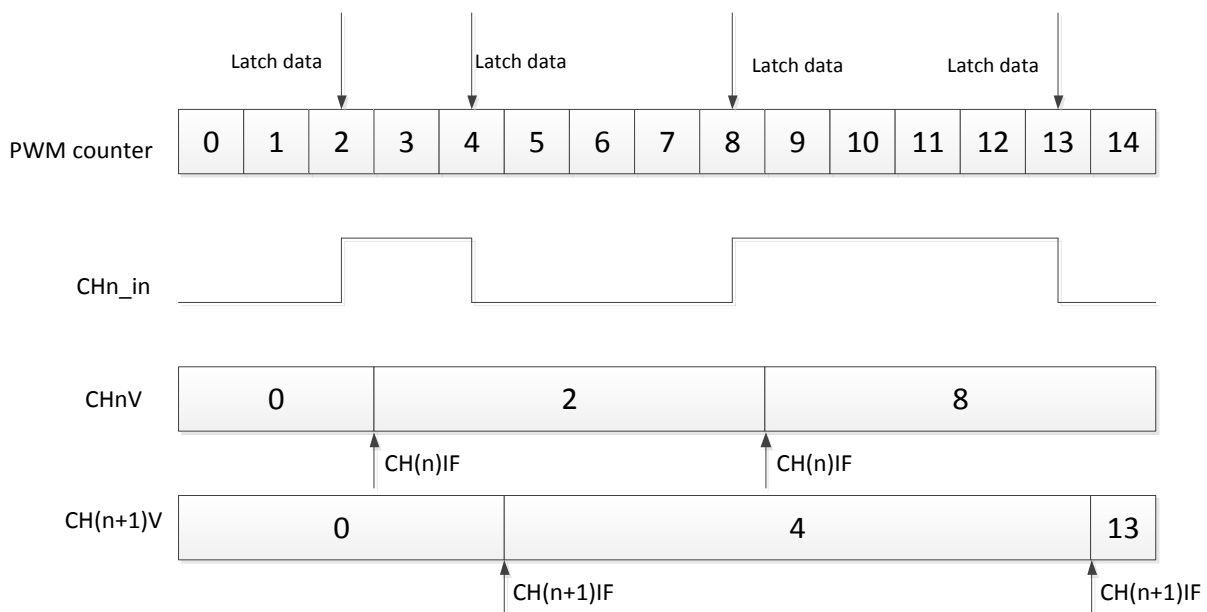 Latch data Latch data Latch data Latch data
PWM counter 0 1 2 3 4 5 6 7 8 9 10 11 12 13 14
CHn_in
CHnV 0 2 8
CH(n)IF CH(n)IF
CH(n+1)V 0 4 13
CH(n+1)IF CH(n+1)IF